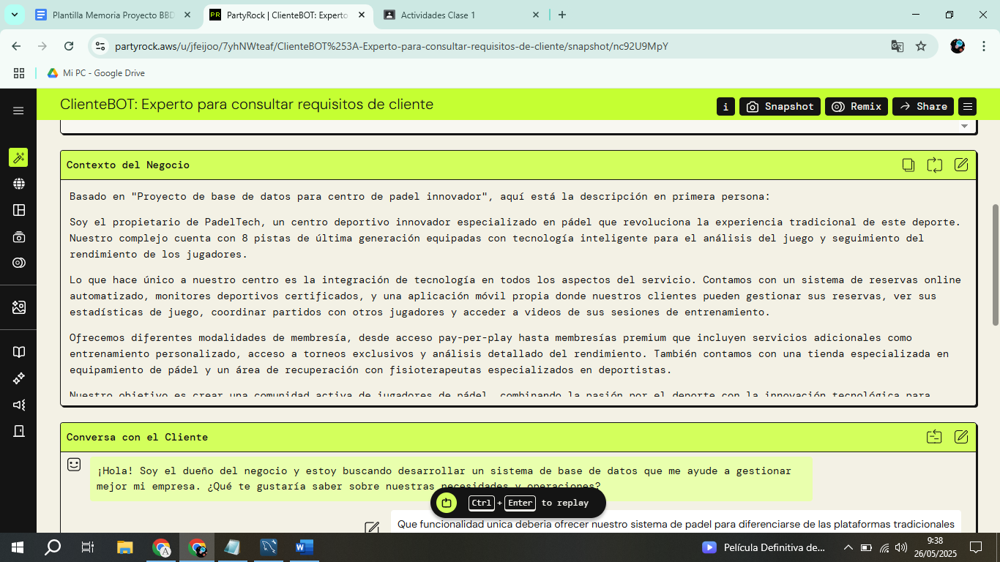 Plantilla Memoria Proyecto BBD
PartyRock | ClienteBOT: Experto
Actividades Clase 1
partyrock.aws/u/jfeijoo/7yhNWteaf/ClienteBOT%253A-Experto-para-consultar-requisitos-de-cliente/snapshot/nc92U9MpY
Mi PC - Google Drive
ClienteBOT: Experto para consultar requisitos de cliente
i
Snapshot
Remix
Share
Contexto del Negocio
Basado en "Proyecto de base de datos para centro de padel innovador", aquí está la descripción en primera persona:
Soy el propietario de PadelTech, un centro deportivo innovador especializado en pádel que revoluciona la experiencia tradicional de este deporte.
Nuestro complejo cuenta con 8 pistas de última generación equipadas con tecnología inteligente para el análisis del juego y seguimiento del
rendimiento de los jugadores.
Lo que hace único a nuestro centro es la integración de tecnología en todos los aspectos del servicio. Contamos con un sistema de reservas online
automatizado, monitores deportivos certificados, y una aplicación móvil propia donde nuestros clientes pueden gestionar sus reservas, ver sus
estadísticas de juego, coordinar partidos con otros jugadores y acceder a videos de sus sesiones de entrenamiento.
Ofrecemos diferentes modalidades de membresía, desde acceso pay-per-play hasta membresías premium que incluyen servicios adicionales como
entrenamiento personalizado, acceso a torneos exclusivos y análisis detallado del rendimiento. También contamos con una tienda especializada en
equipamiento de pádel y un área de recuperación con fisioterapeutas especializados en deportistas.
Nuestro objetivo es crear una comunidad activa de jugadores de pádel, combinando la pasión por el deporte con la innovación tecnológica para
Conversa con el Cliente
¡Hola! Soy el dueño del negocio y estoy buscando desarrollar un sistema de base de datos que me ayude a gestionar
mejor mi empresa. ¿Qué te gustaría saber sobre nuestras necesidades y operaciones?
Ctrl + Enter to replay
Que funcionalidad unica deberia ofrecer nuestro sistema de padel para diferenciarse de las plataformas tradicionales
Película Definitiva de...
9:38
26/05/2025